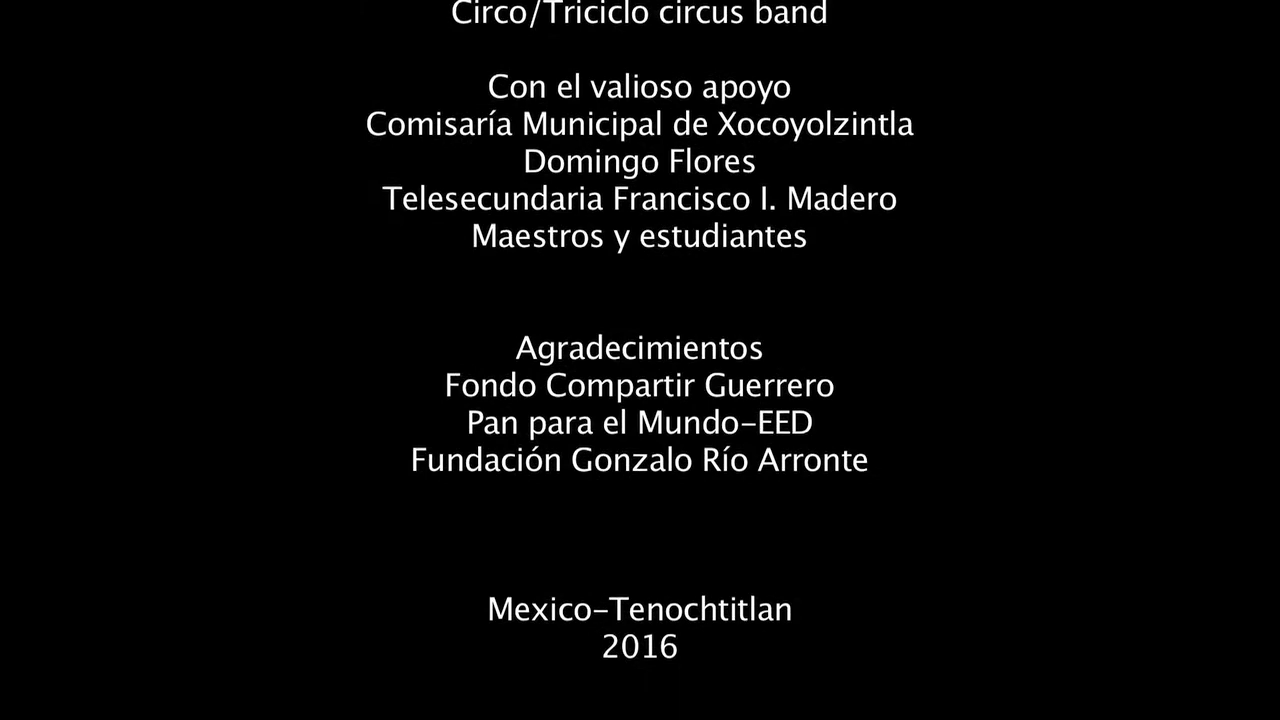 Circo/Triciclo circus band
Con el valioso apoyo
Comisaría Municipal de Xocoyolzintla
Domingo Flores
Telesecundaria Francisco I. Madero
Maestros y estudiantes
Agradecimientos
Fondo Compartir Guerrero
Pan para el Mundo-EED
Fundación Gonzalo Río Arronte
Mexico-Tenochtitlan
2016